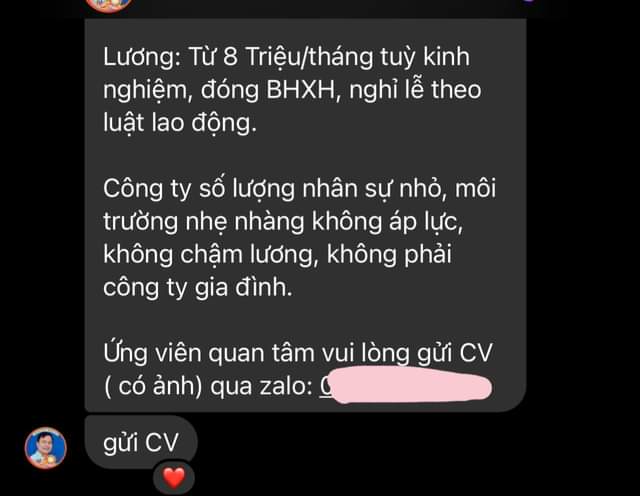 Lương: Từ 8 Triệu/tháng tuỳ kinh
nghiệm, đóng BHXH, nghỉ lễ theo
luật lao động.
Công ty số lượng nhân sự nhỏ, môi
trường nhẹ nhàng không áp lực,
không chậm lương, không phải
công ty gia đình.
Ứng viên quan tâm vui lòng gửi CV
( có ảnh) qua zalo: 0
gửi CV